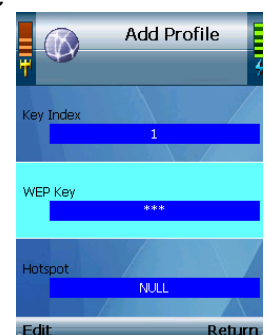 Add Profile
Key Index
1
WEP Key
***
Hotspot
NULL
Edit Return